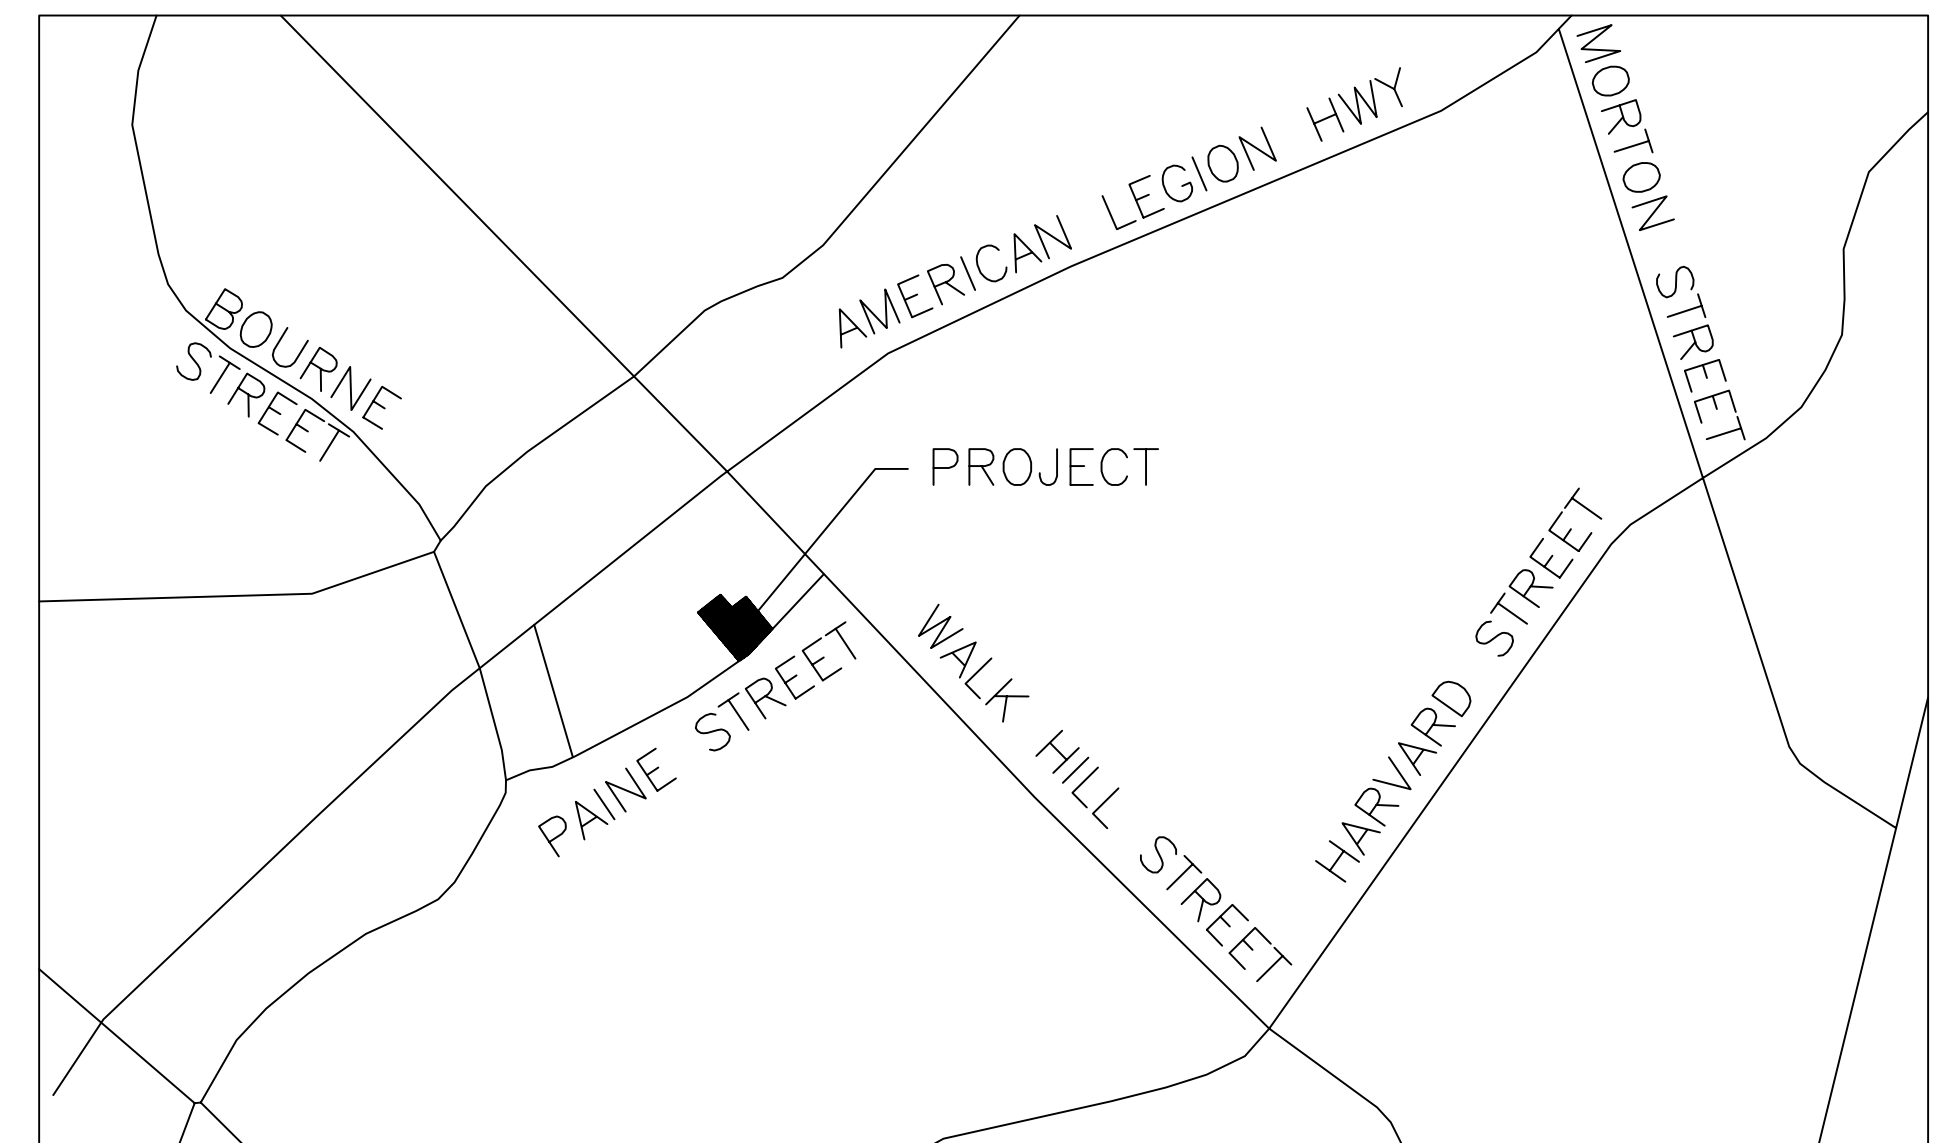 MORTON STREET
AMERICAN LEGION HWY
BOURNE
STREET
PROJECT
HARVARD STREET
WALK HILL STREET
PAINE STREET